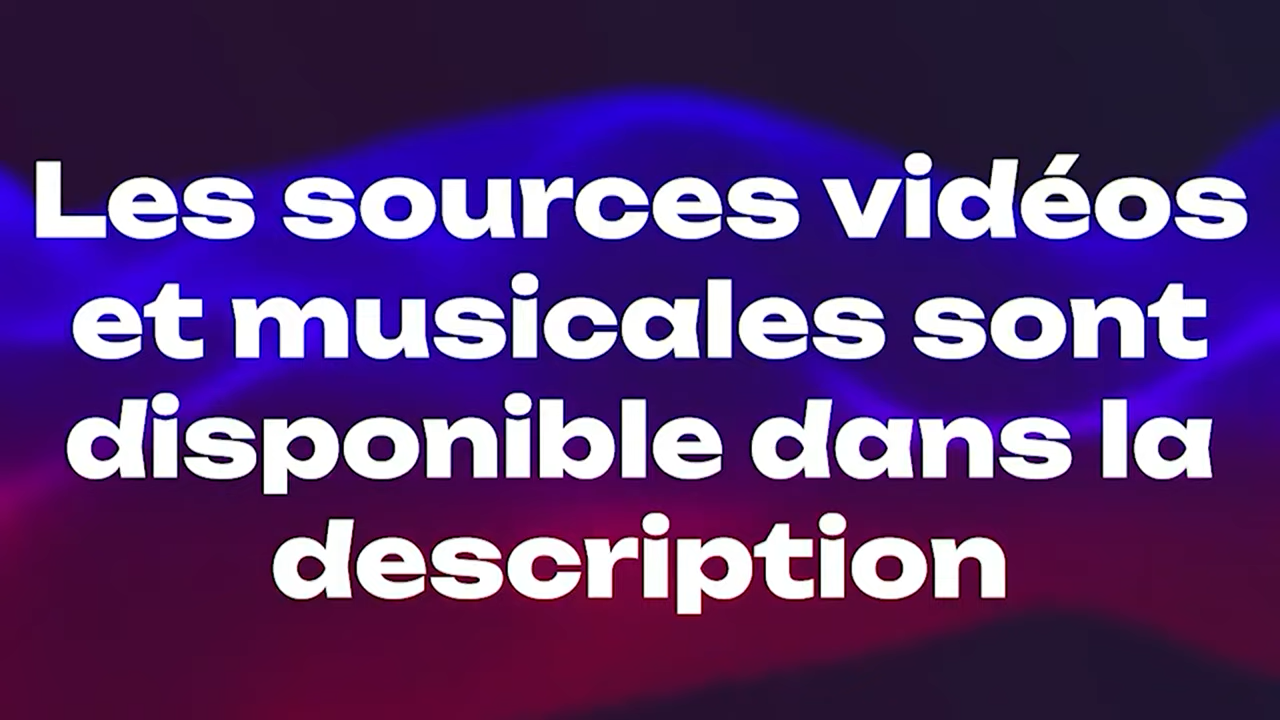 Les sources vidéos
et musicales sont
disponible dans la
description